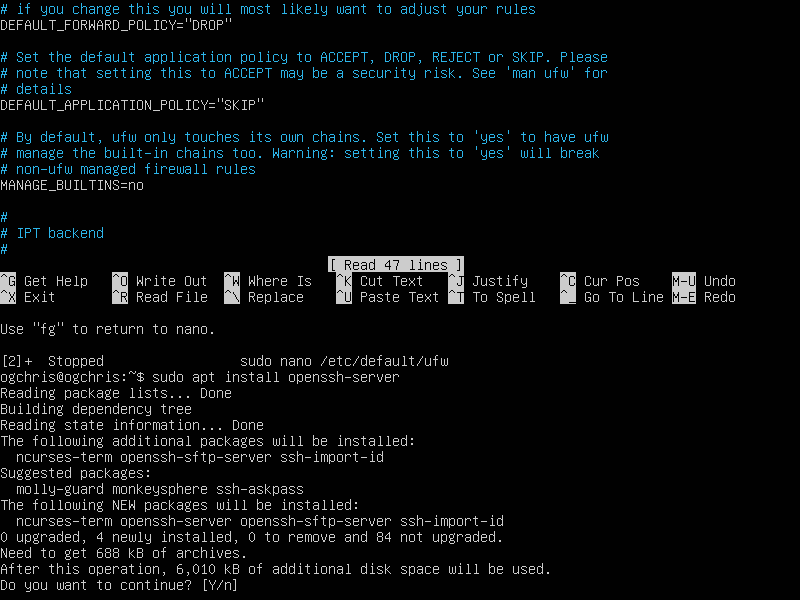 # if you change this you will most likely want to adjust your rules
DEFAULT_FORWARD_POLICY="DROP"
# Set the default application policy to ACCEPT, DROP, REJECT or SKIP. Please
# note that setting this to ACCEPT may be a security risk. See 'man ufw' for
# details
DEFAULT_APPLICATION_POLICY="SKIP"
# By default, ufw only touches its own chains. Set this to 'yes' to have ufw
# manage the built-in chains too. Warning: setting this to 'yes' will break
# non-ufw managed firewall rules
MANAGE_BUILTINS=no
#
# IPT backend
#
[ Read 47 lines ]
^G Get Help ^O Write Out ^W Where Is ^K Cut Text ^J Justify ^C Cur Pos M-U Undo
^X Exit ^R Read File ^\ Replace ^U Paste Text ^T To Spell ^_ Go To Line M-E Redo
Use "fg" to return to nano.
[2]+ Stopped sudo nano /etc/default/ufw
ogchris@ogchris:~$ sudo apt install openssh-server
Reading package lists... Done
Building dependency tree
Reading state information... Done
The following additional packages will be installed:
ncurses-term openssh-sftp-server ssh-import-id
Suggested packages:
molly-guard monkeysphere ssh-askpass
The following NEW packages will be installed:
ncurses-term openssh-server openssh-sftp-server ssh-import-id
0 upgraded, 4 newly installed, 0 to remove and 84 not upgraded.
Need to get 688 kB of archives.
After this operation, 6,010 kB of additional disk space will be used.
Do you want to continue? [Y/n]